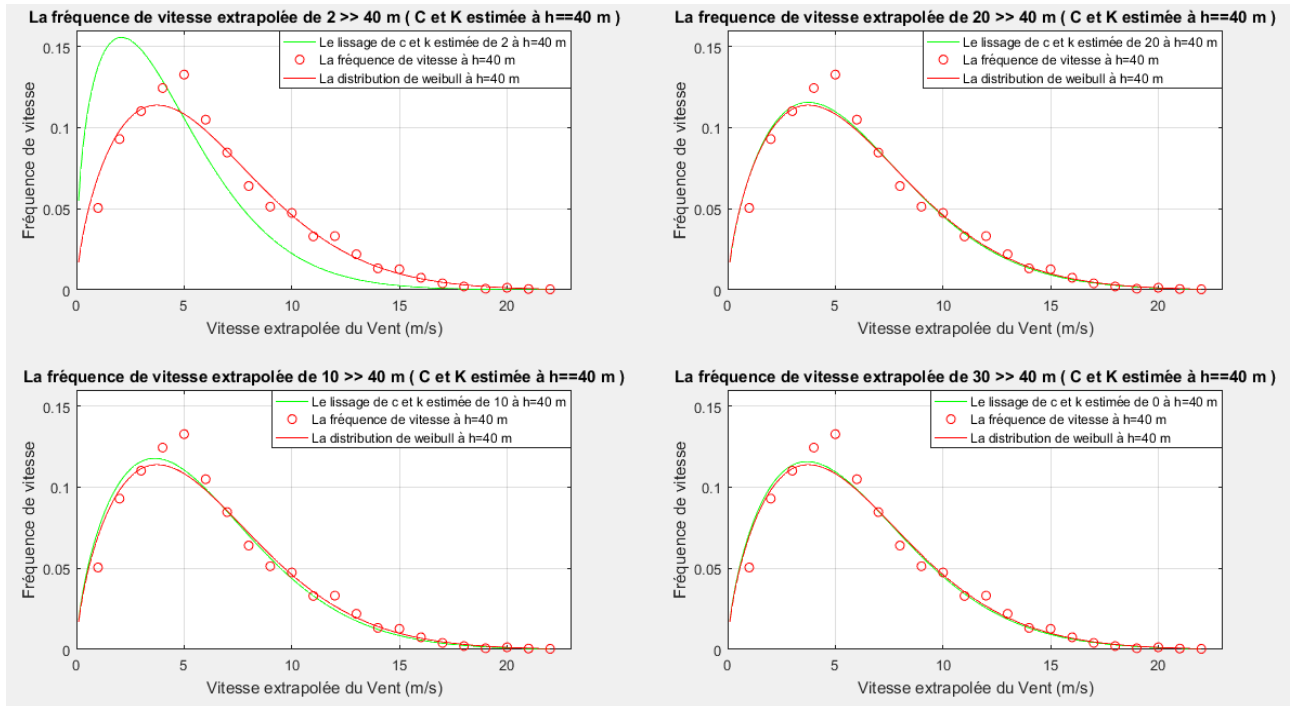 La fréquence de vitesse extrapolée de 2 >> 40 m ( C et K estimée à h==40 m )
Le lissage de c et k estimée de 2 à h=40 m
La fréquence de vitesse à h=40 m
La distribution de weibull à h=40 m
0.15
0.1
0.05
0
Fréquence de vitesse
0 5 10 15 20
Vitesse extrapolée du Vent (m/s)
La fréquence de vitesse extrapolée de 20 >> 40 m ( C et K estimée à h==40 m )
Le lissage de c et k estimée de 20 à h=40 m
La fréquence de vitesse à h=40 m
La distribution de weibull à h=40 m
0.15
0.1
0.05
0
Fréquence de vitesse
0 5 10 15 20
Vitesse extrapolée du Vent (m/s)
La fréquence de vitesse extrapolée de 10 >> 40 m ( C et K estimée à h==40 m )
Le lissage de c et k estimée de 10 à h=40 m
La fréquence de vitesse à h=40 m
La distribution de weibull à h=40 m
0.15
0.1
0.05
0
Fréquence de vitesse
0 5 10 15 20
Vitesse extrapolée du Vent (m/s)
La fréquence de vitesse extrapolée de 30 >> 40 m ( C et K estimée à h==40 m )
Le lissage de c et k estimée de 0 à h=40 m
La fréquence de vitesse à h=40 m
La distribution de weibull à h=40 m
0.15
0.1
0.05
0
Fréquence de vitesse
0 5 10 15 20
Vitesse extrapolée du Vent (m/s)